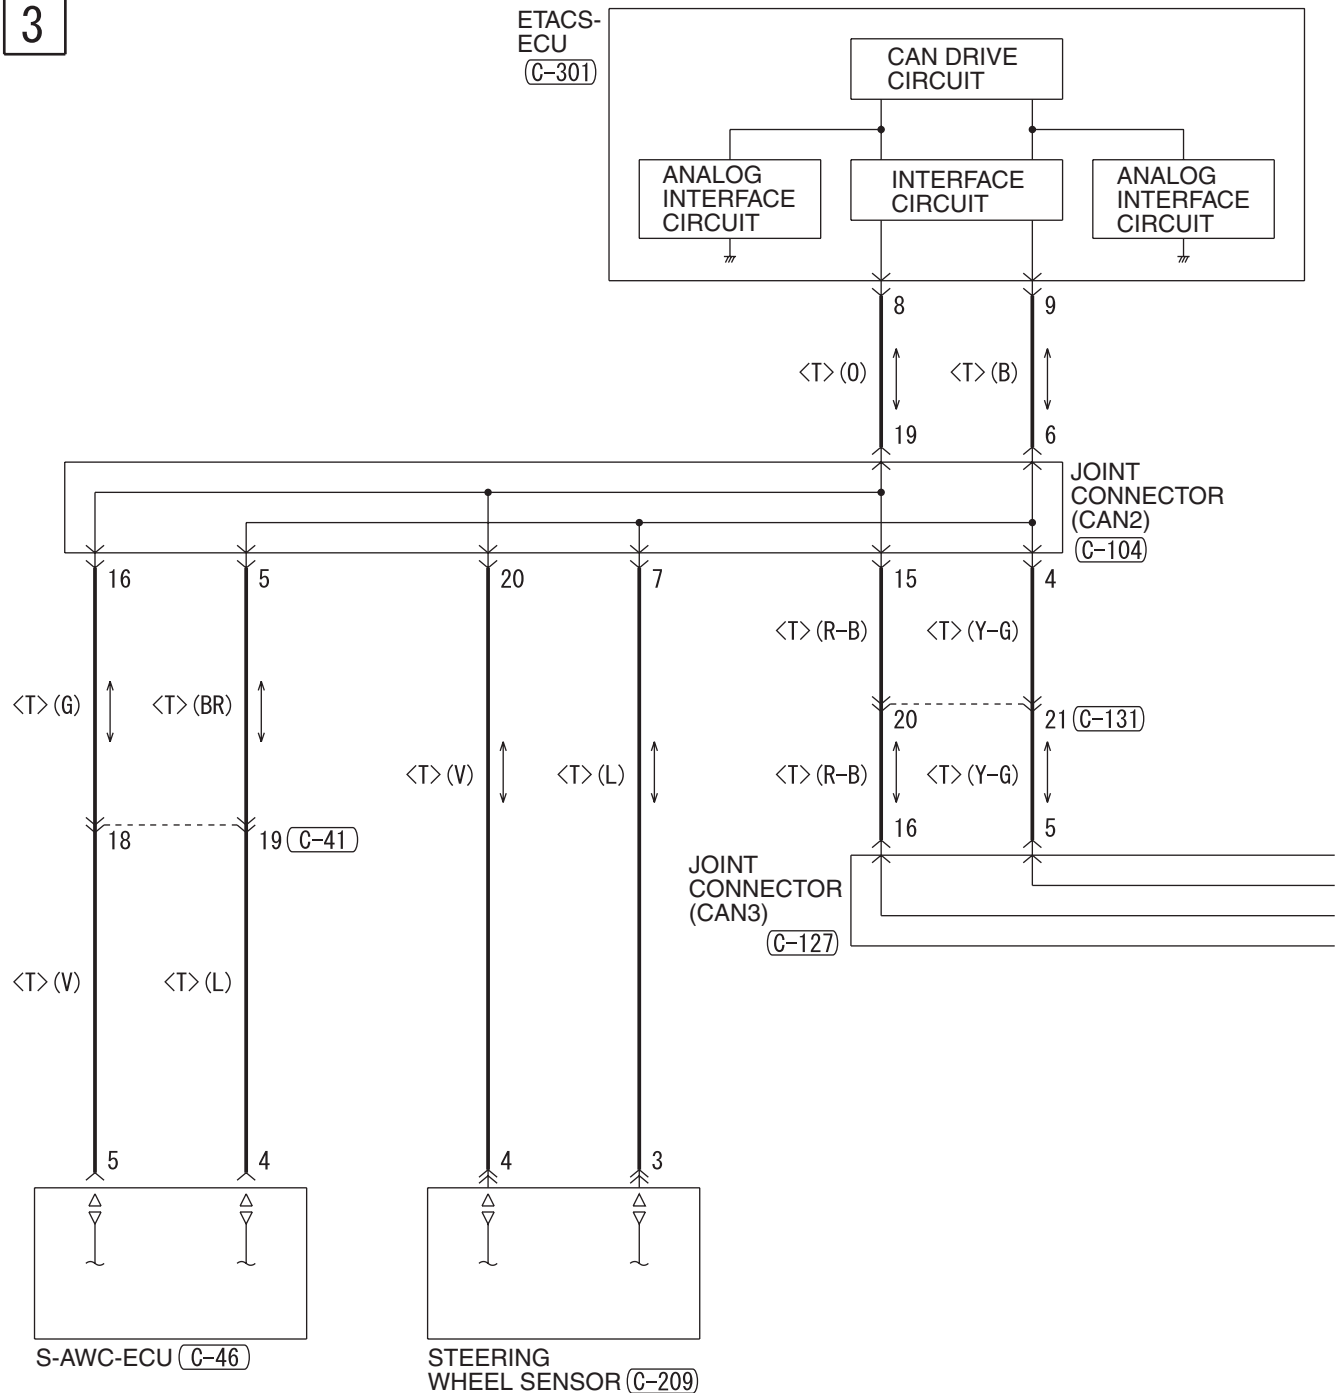 3
ETACS-
ECU
C-301
CAN DRIVE
CIRCUIT
ANALOG
INTERFACE
CIRCUIT
INTERFACE
CIRCUIT
ANALOG
INTERFACE
CIRCUIT
8
9
<T>(O)
<T>(B)
19
6
JOINT
CONNECTOR
(CAN2)
C-104
16
5
20
7
15
4
<T>(R-B)
<T>(Y-G)
<T>(G)
<T>(BR)
20
21
C-131
<T>(V)
<T>(L)
<T>(R-B)
<T>(Y-G)
16
5
18
19
C-41
JOINT
CONNECTOR
(CAN3)
C-127
<T>(V)
<T>(L)
5
4
4
3
S-AWC-ECU C-46
STEERING
WHEEL SENSOR C-209